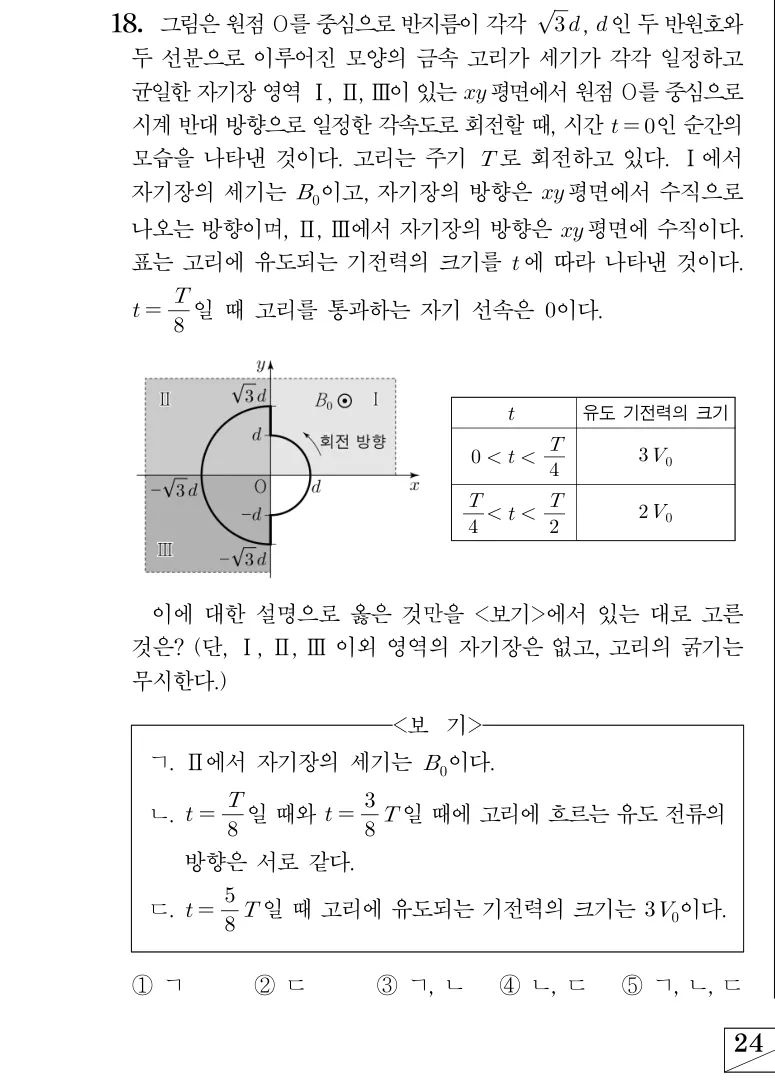 18. 그림은 원점 O를 중심으로 반지름이 각각 √3d, d인 두 반원호와
두 선분으로 이루어진 모양의 금속 고리가 세기가 각각 일정하고
균일한 자기장 영역 Ⅰ, Ⅱ, Ⅲ이 있는 xy평면에서 원점 O를 중심으로
시계 반대 방향으로 일정한 각속도로 회전할 때, 시간 t=0인 순간의
모습을 나타낸 것이다. 고리는 주기 T로 회전하고 있다. Ⅰ에서
자기장의 세기는 B₀이고, 자기장의 방향은 xy평면에서 수직으로
나오는 방향이며, Ⅱ, Ⅲ에서 자기장의 방향은 xy평면에 수직이다.
표는 고리에 유도되는 기전력의 크기를 t에 따라 나타낸 것이다.
t=T/8일 때 고리를 통과하는 자기 선속은 0이다.
y
Ⅱ √3d B₀ ⊙ Ⅰ
d 회전 방향
-√3d O d x
-d
Ⅲ -√3d
t 유도 기전력의 크기
0<t<T/4 3V₀
T/4<t<T/2 2V₀
이에 대한 설명으로 옳은 것만을 <보기>에서 있는 대로 고른
것은? (단, Ⅰ, Ⅱ, Ⅲ 이외 영역의 자기장은 없고, 고리의 굵기는
무시한다.)
<보 기>
ㄱ. Ⅱ에서 자기장의 세기는 B₀이다.
ㄴ. t=T/8일 때와 t=3/8T일 때에 고리에 흐르는 유도 전류의
방향은 서로 같다.
ㄷ. t=5/8T일 때 고리에 유도되는 기전력의 크기는 3V₀이다.
① ㄱ ② ㄷ ③ ㄱ, ㄴ ④ ㄴ, ㄷ ⑤ ㄱ, ㄴ, ㄷ
24